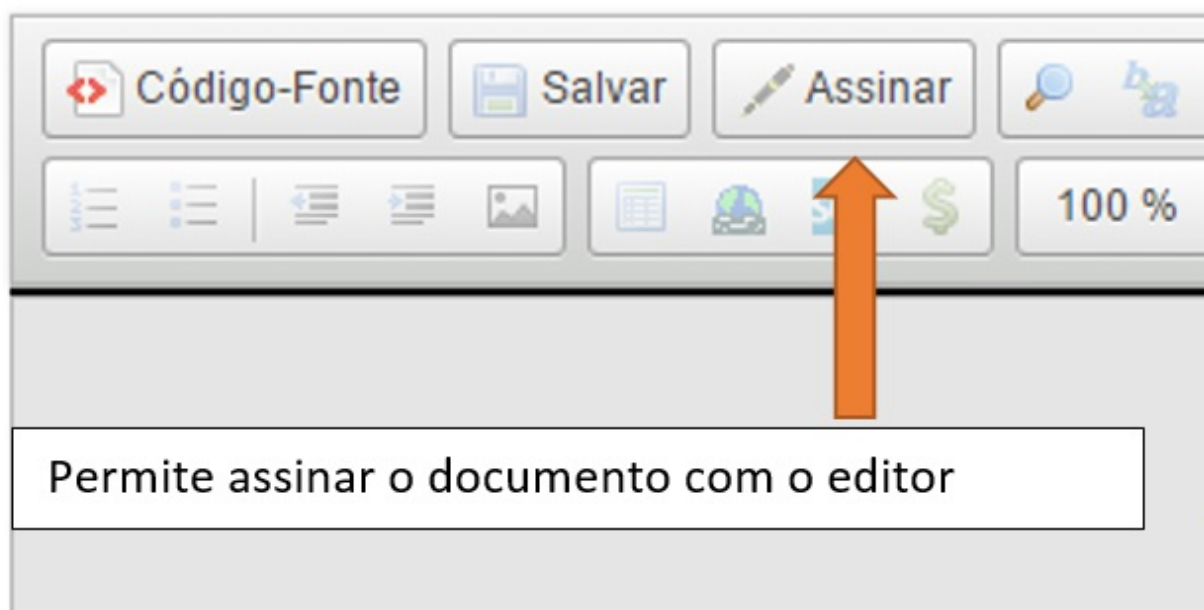 Código-Fonte Salvar Assinar
100 %
Permite assinar o documento com o editor